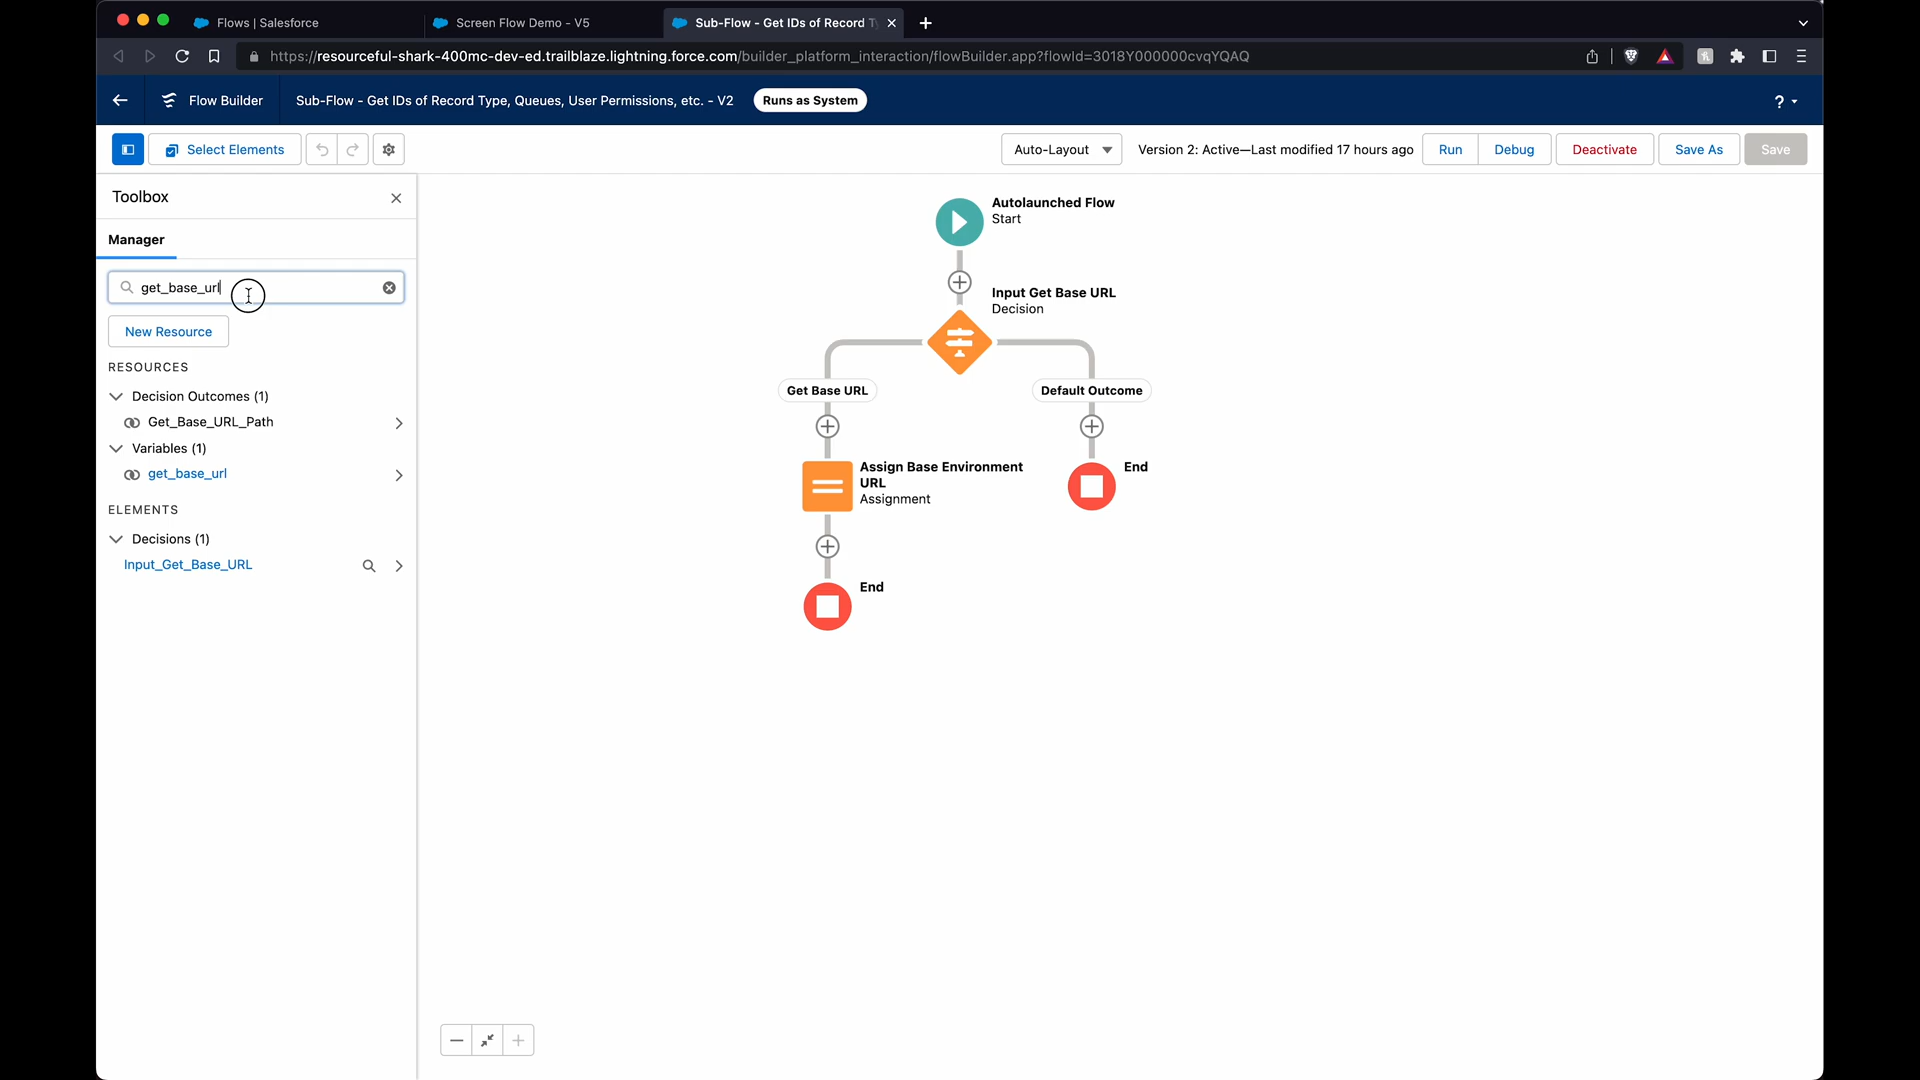 Flows | Salesforce
Screen Flow Demo - V5
Sub-Flow - Get IDs of Record T
https://resourceful-shark-400mc-dev-ed.trailblaze.lightning.force.com/builder_platform_interaction/flowBuilder.app?flowId=3018Y000000cvqYQAQ
Flow Builder
Sub-Flow - Get IDs of Record Type, Queues, User Permissions, etc. - V2
Runs as System
?
Select Elements
Auto-Layout
Version 2: Active—Last modified 17 hours ago
Run
Debug
Deactivate
Save As
Save
Toolbox
Manager
get_base_url
New Resource
RESOURCES
Decision Outcomes (1)
Get_Base_URL_Path
Variables (1)
get_base_url
ELEMENTS
Decisions (1)
Input_Get_Base_URL
Autolaunched Flow
Start
Input Get Base URL
Decision
Get Base URL
Default Outcome
Assign Base Environment
URL
Assignment
End
End